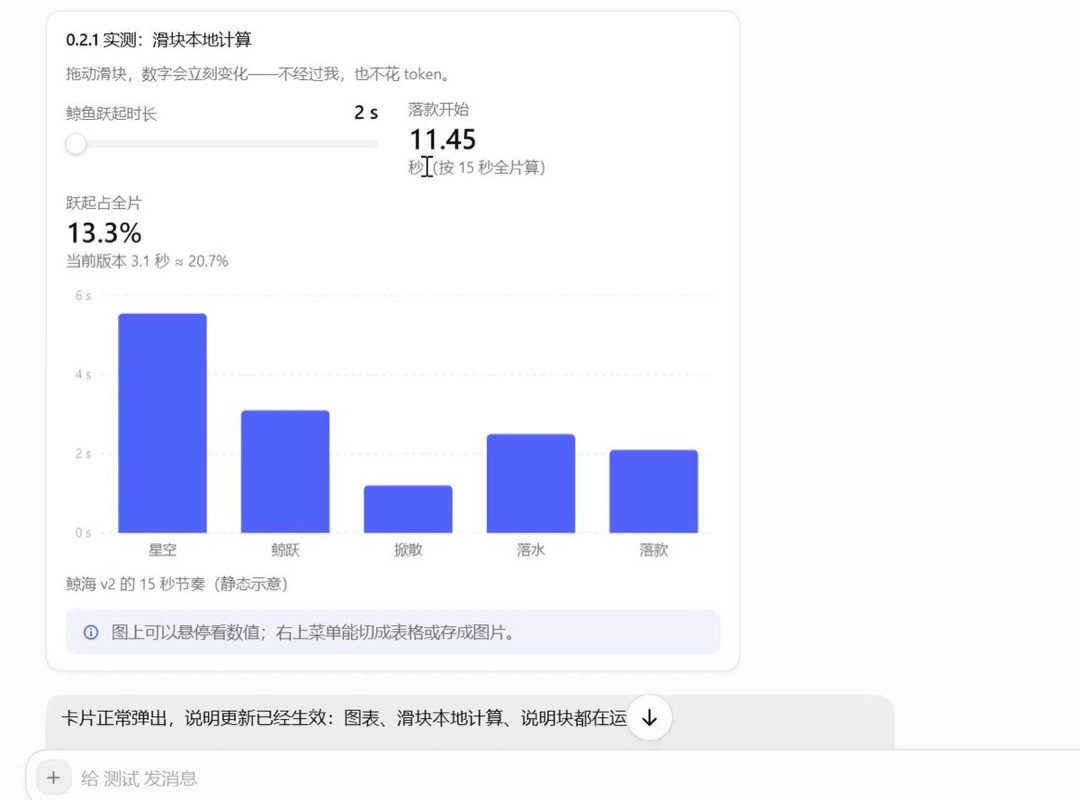 0.2.1 实测：滑块本地计算
拖动滑块，数字会立刻变化——不经过我，也不花 token。
鲸鱼跃起时长
2 s
落款开始
11.45
秒 (按 15 秒全片算)
跃起占全片
13.3%
当前版本 3.1 秒 ≈ 20.7%
6 s
4 s
2 s
0 s
星空
鲸跃
掀散
落水
落款
鲸海 v2 的 15 秒节奏（静态示意）
图上可以悬停看数值；右上菜单能切成表格或存成图片。
卡片正常弹出，说明更新已经生效：图表、滑块本地计算、说明块都在运
给 测试 发消息